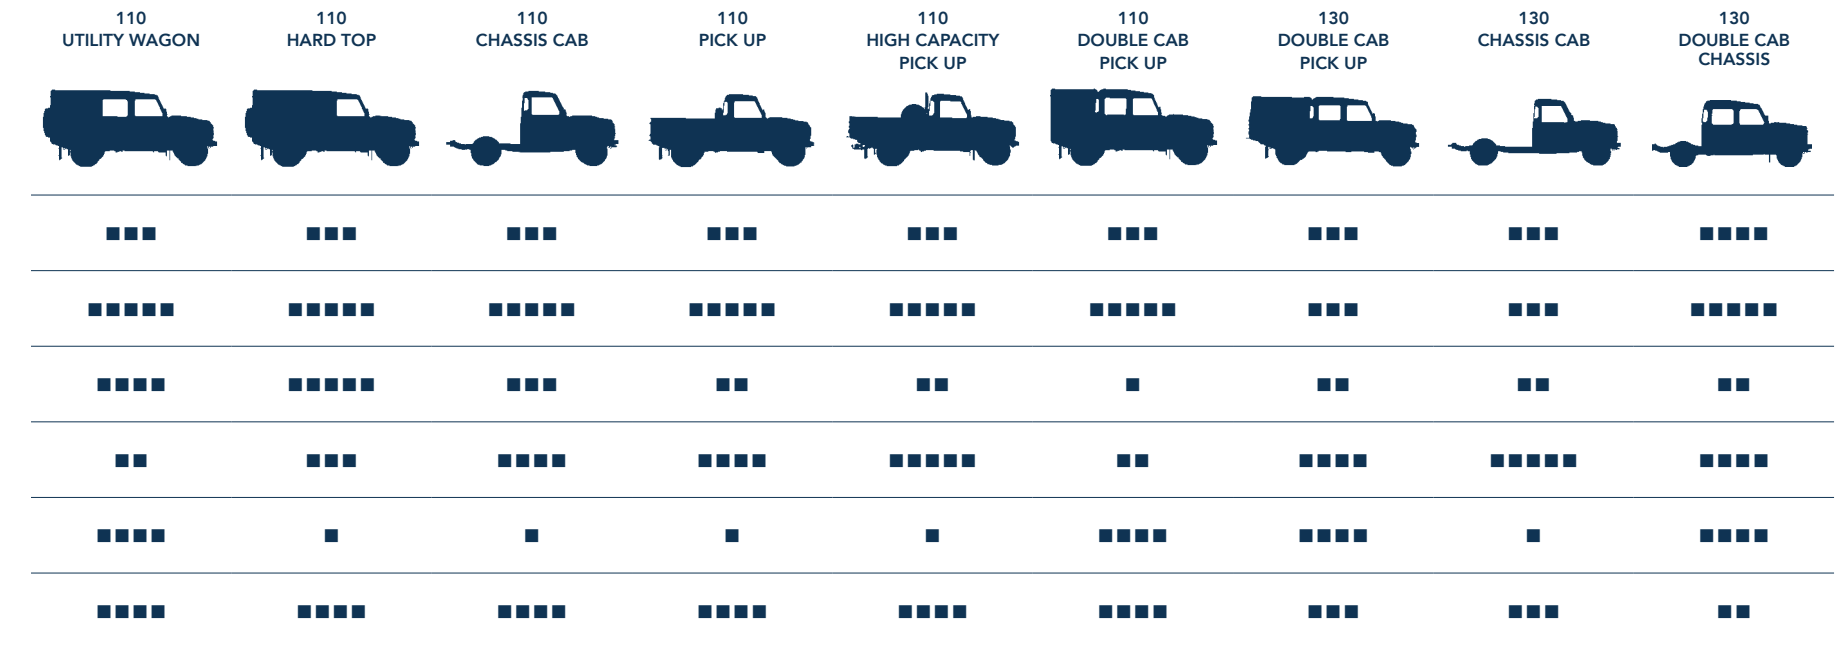 110 110 110 110 110 110 130 130 130
UTILITY WAGON HARD TOP CHASSIS CAB PICK UP HIGH CAPACITY DOUBLE CAB DOUBLE CAB CHASSIS CAB DOUBLE CAB
PICK UP PICK UP PICK UP CHASSIS